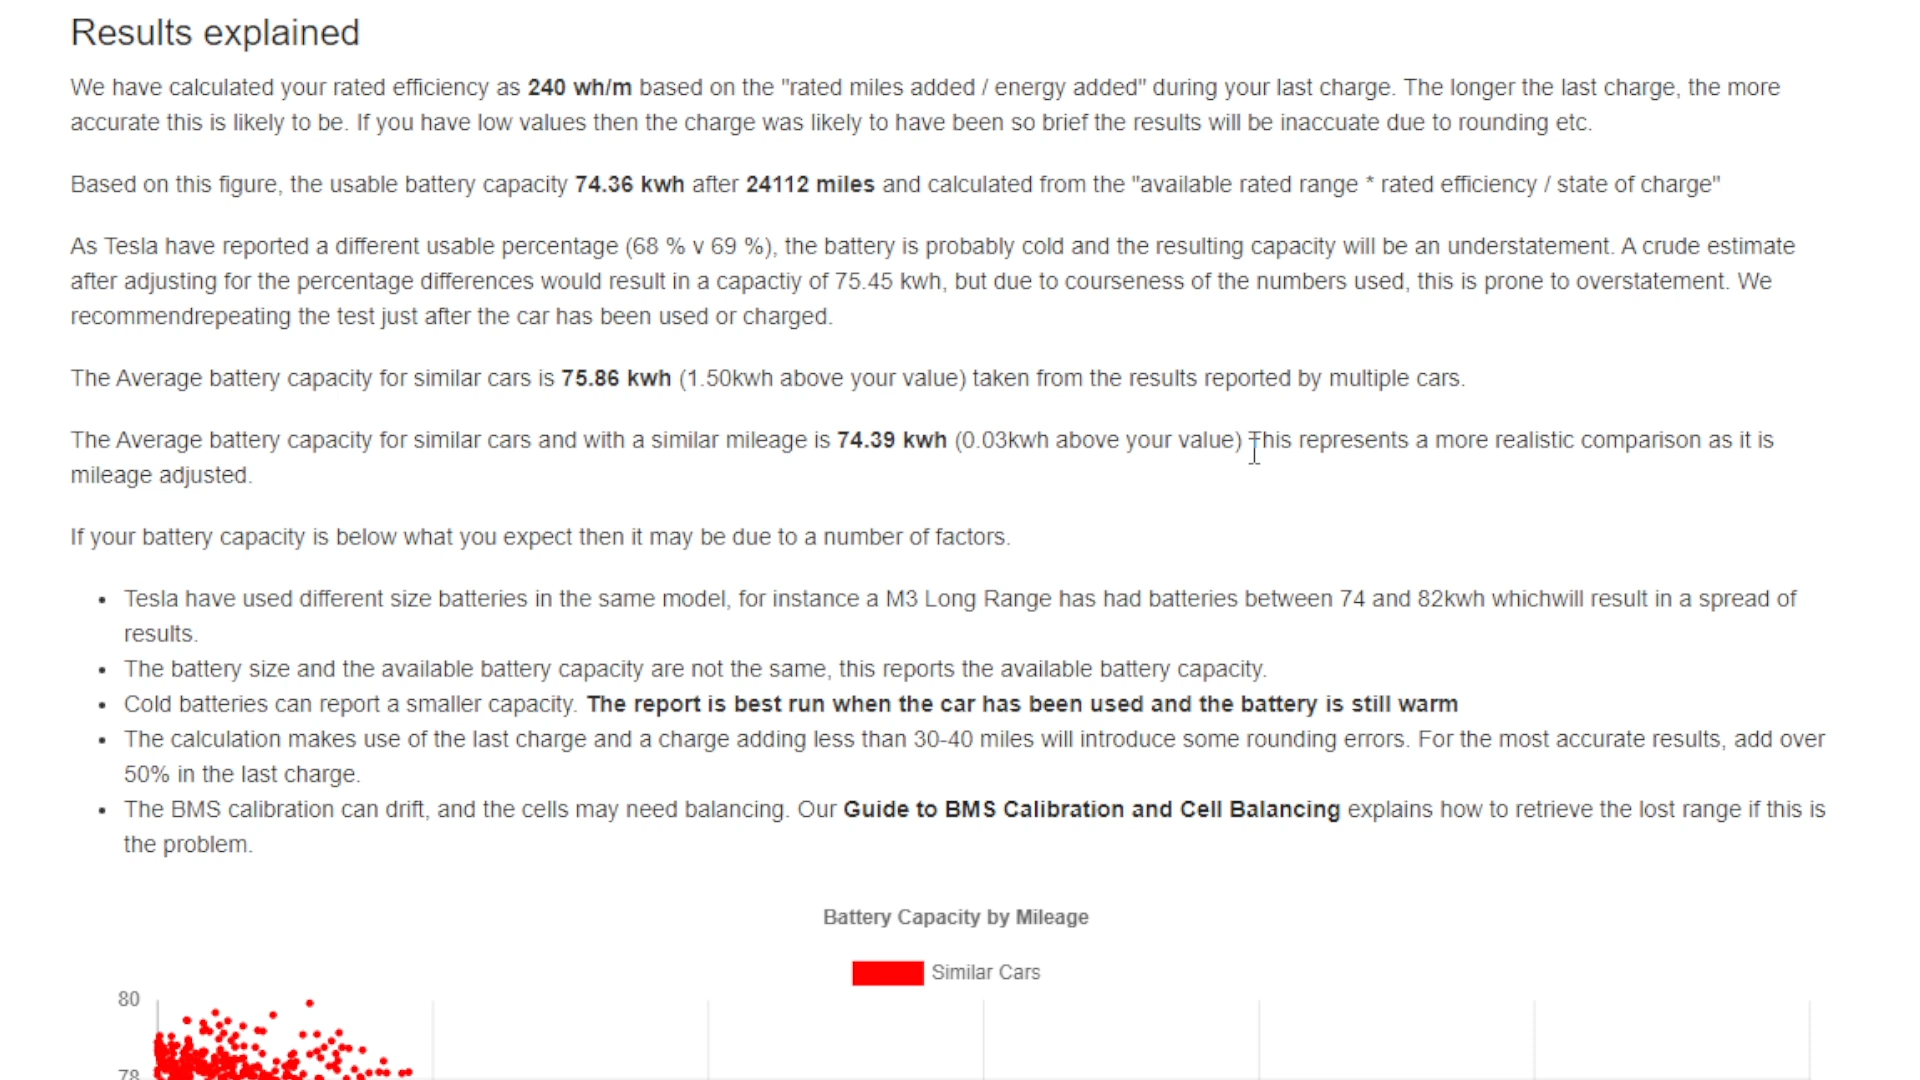 Results explained
We have calculated your rated efficiency as 240 wh/m based on the "rated miles added / energy added" during your last charge. The longer the last charge, the more
accurate this is likely to be. If you have low values then the charge was likely to have been so brief the results will be inaccuate due to rounding etc.
Based on this figure, the usable battery capacity 74.36 kwh after 24112 miles and calculated from the "available rated range * rated efficiency / state of charge"
As Tesla have reported a different usable percentage (68 % v 69 %), the battery is probably cold and the resulting capacity will be an understatement. A crude estimate
after adjusting for the percentage differences would result in a capactiy of 75.45 kwh, but due to courseness of the numbers used, this is prone to overstatement. We
recommendrepeating the test just after the car has been used or charged.
The Average battery capacity for similar cars is 75.86 kwh (1.50kwh above your value) taken from the results reported by multiple cars.
The Average battery capacity for similar cars and with a similar mileage is 74.39 kwh (0.03kwh above your value) This represents a more realistic comparison as it is
mileage adjusted.
If your battery capacity is below what you expect then it may be due to a number of factors.
• Tesla have used different size batteries in the same model, for instance a M3 Long Range has had batteries between 74 and 82kwh whichwill result in a spread of
results.
• The battery size and the available battery capacity are not the same, this reports the available battery capacity.
• Cold batteries can report a smaller capacity. The report is best run when the car has been used and the battery is still warm
• The calculation makes use of the last charge and a charge adding less than 30-40 miles will introduce some rounding errors. For the most accurate results, add over
50% in the last charge.
• The BMS calibration can drift, and the cells may need balancing. Our Guide to BMS Calibration and Cell Balancing explains how to retrieve the lost range if this is
the problem.
Battery Capacity by Mileage
Similar Cars
80
78